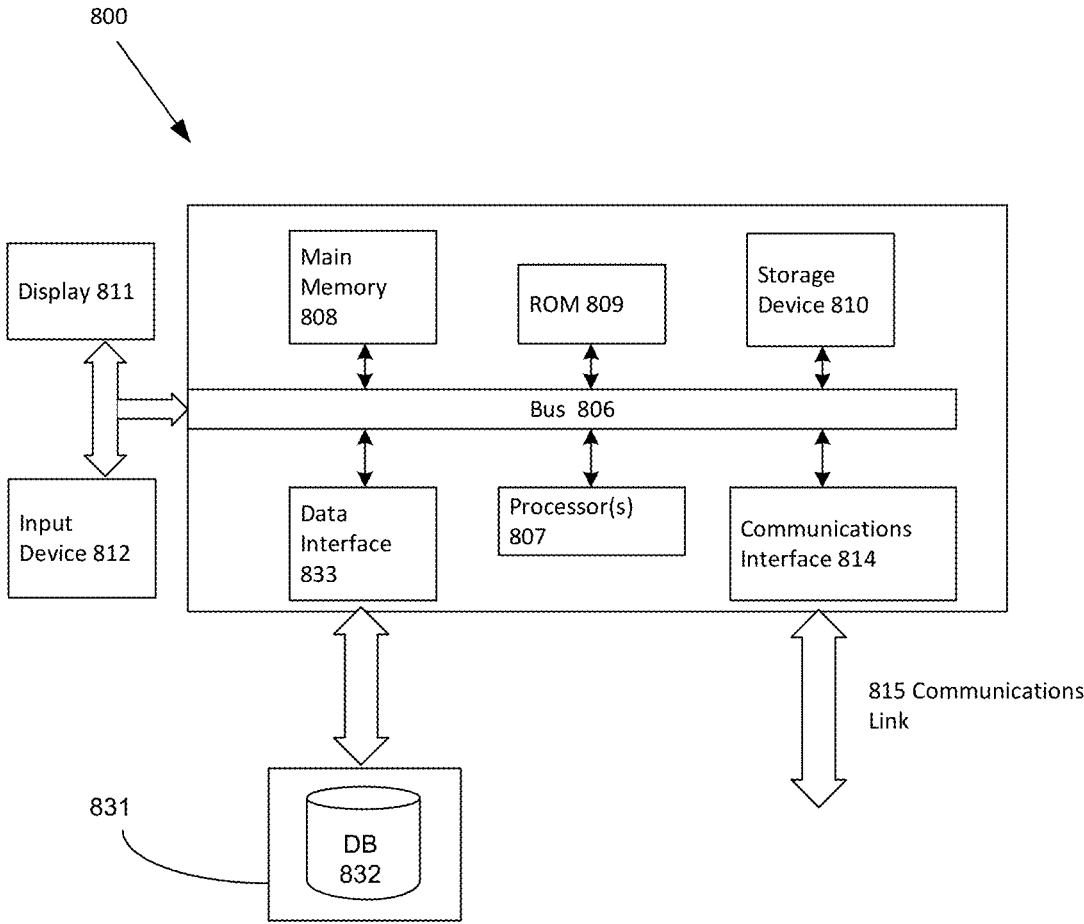 800
Display 811
Main
Memory
808
ROM 809
Storage
Device 810
Bus 806
Input
Device 812
Data
Interface
833
Processor(s)
807
Communications
Interface 814
815 Communications
Link
831
DB
832